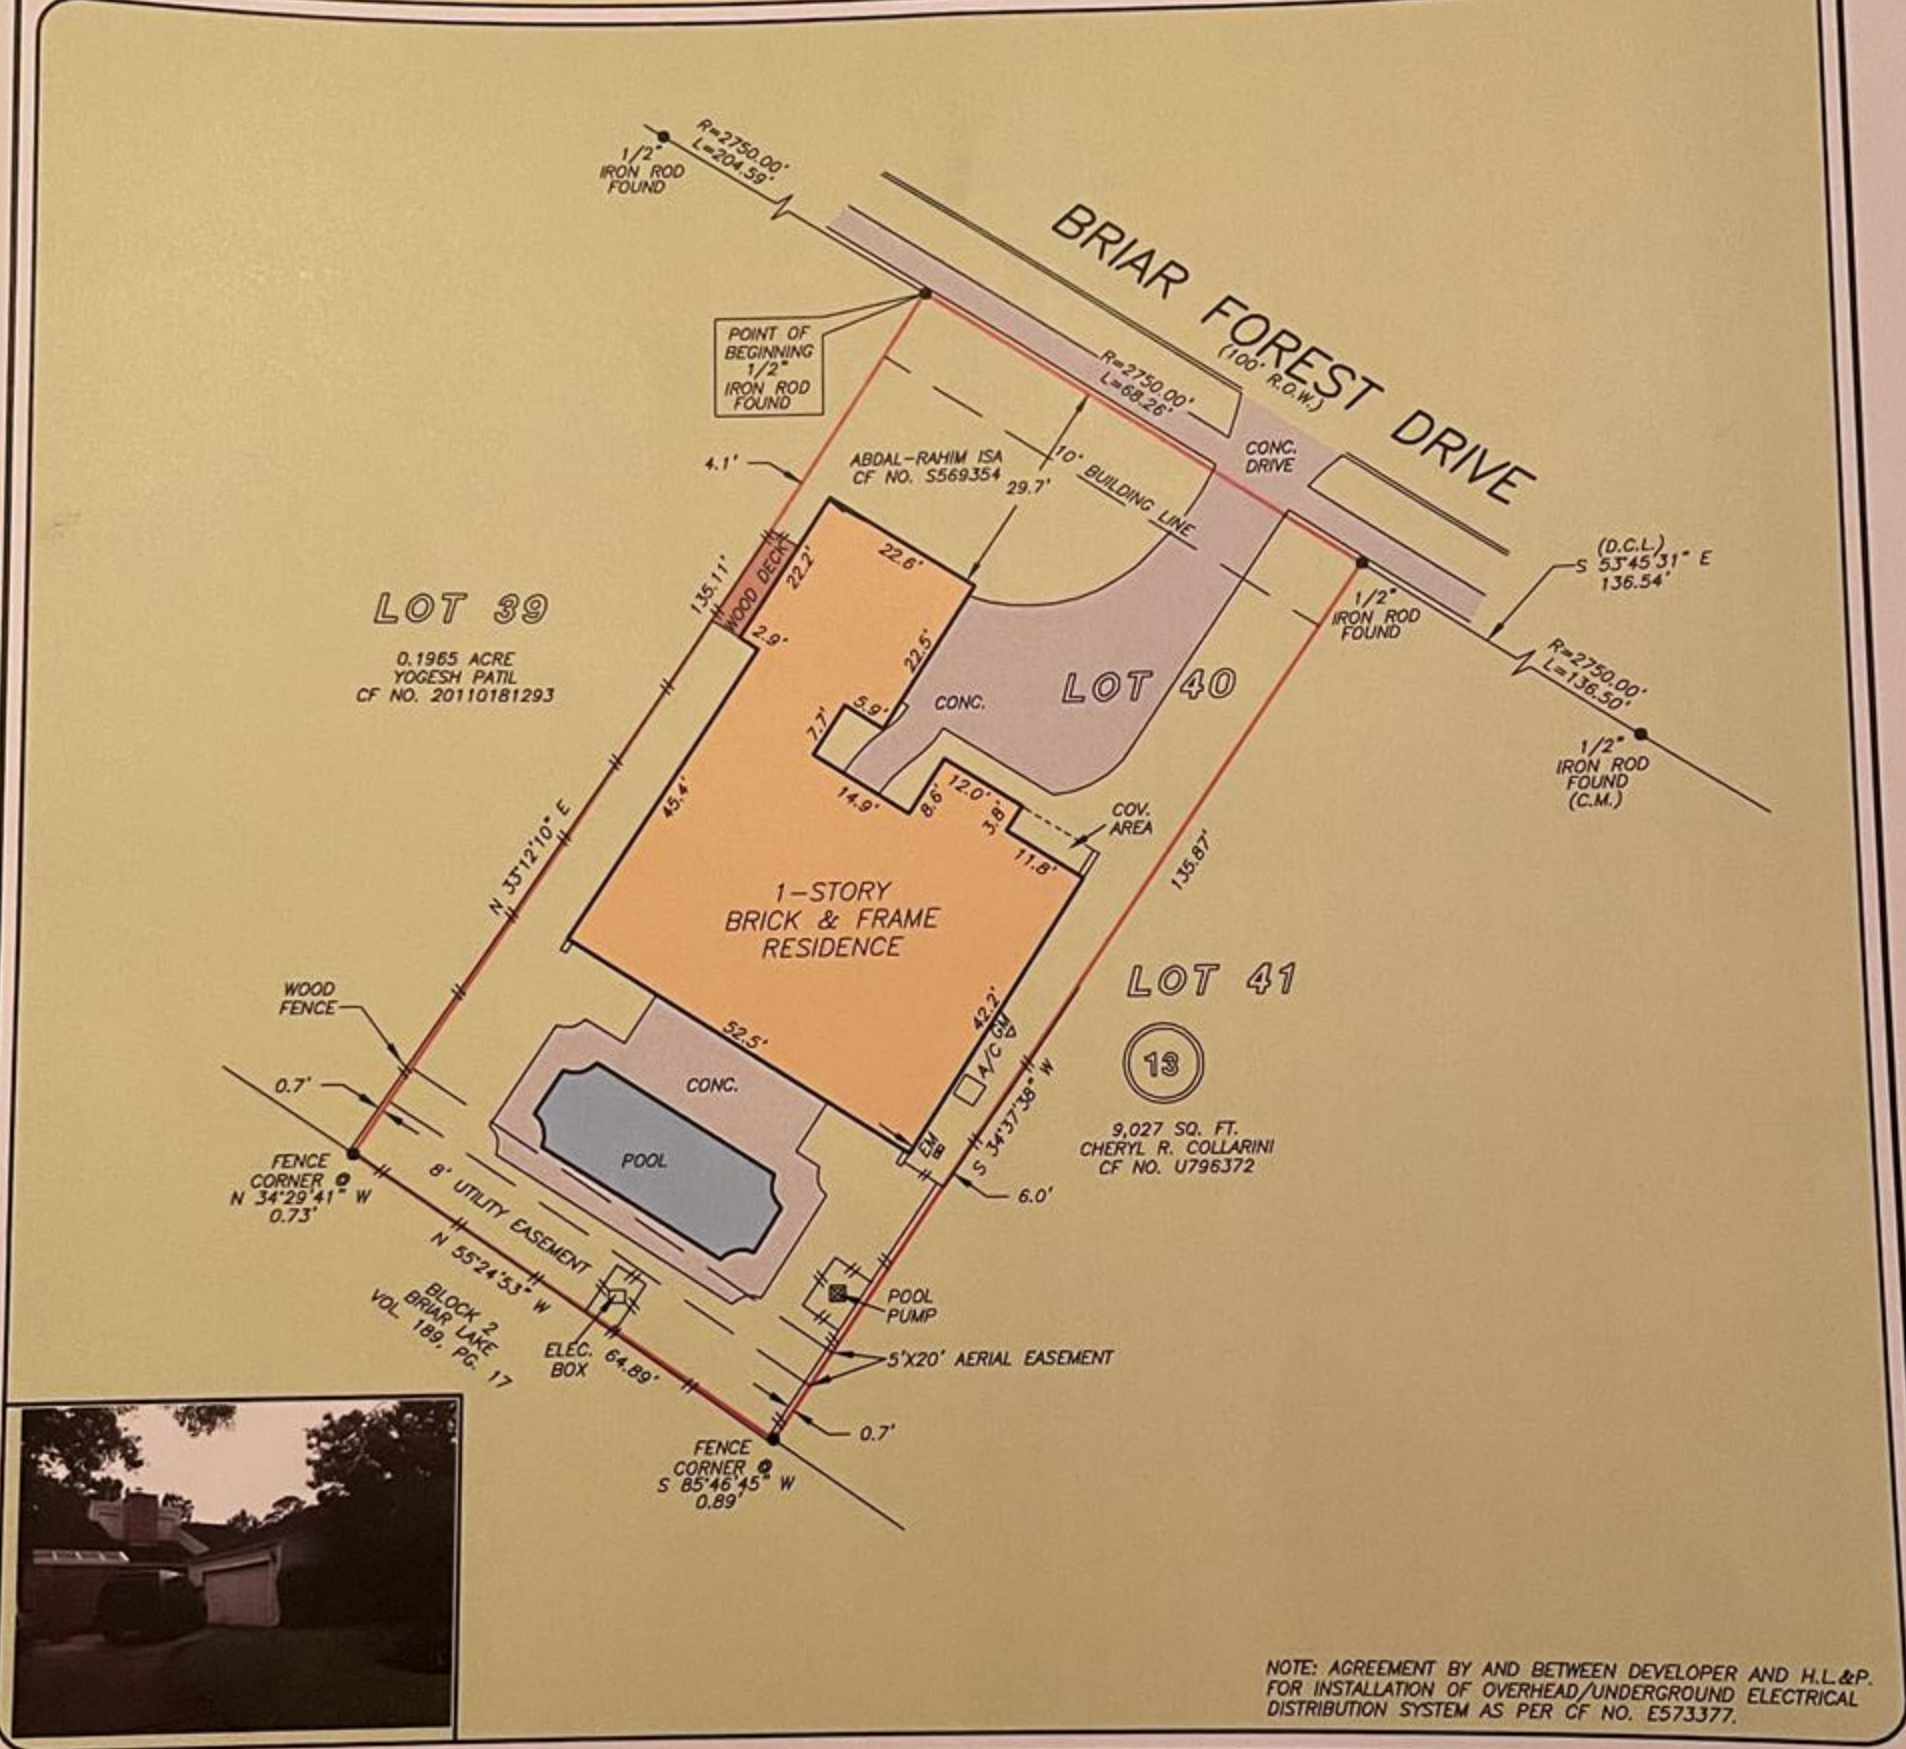 R=2750.00'
L=204.59'
1/2"
IRON ROD
FOUND
BRIAR FOREST DRIVE
(100' R.O.W.)
POINT OF
BEGINNING
1/2"
IRON ROD
FOUND
R=2750.00'
L=68.26'
CONC.
DRIVE
4.1'
ABDAL-RAHIM ISA
CF NO. S569354
29.7'
10' BUILDING LINE
(D.C.L.)
S 53°45'31" E
136.54'
1/2"
IRON ROD
FOUND
R=2750.00'
L=136.50'
1/2"
IRON ROD
FOUND
(C.M.)
LOT 39
0.1965 ACRE
YOGESH PATIL
CF NO. 20110181293
135.11'
WOOD DECK
22.2'
22.6'
2.9'
22.5'
LOT 40
CONC.
5.9'
7.7'
14.9'
8.6'
12.0'
3.8'
11.8'
COV.
AREA
45.4'
135.87'
N 33°12'10" E
1-STORY
BRICK & FRAME
RESIDENCE
LOT 41
13
9,027 SQ. FT.
CHERYL R. COLLARINI
CF NO. U796372
WOOD
FENCE
42.2'
GM
A/C
52.5'
CONC.
S 34°37'38" W
0.7'
EM
POOL
6.0'
FENCE
CORNER @
N 34°29'41" W
0.73'
8' UTILITY EASEMENT
N 55°24'53" W
64.89'
BLOCK 2
BRIAR LAKE
VOL. 189, PG. 17
ELEC.
BOX
POOL
PUMP
5'X20' AERIAL EASEMENT
0.7'
FENCE
CORNER @
S 85°46'45" W
0.89'
NOTE: AGREEMENT BY AND BETWEEN DEVELOPER AND H.L.&P.
FOR INSTALLATION OF OVERHEAD/UNDERGROUND ELECTRICAL
DISTRIBUTION SYSTEM AS PER CF NO. E573377.